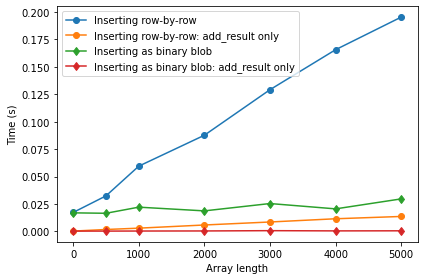 0.200
0.175
0.150
0.125
0.100
0.075
0.050
0.025
0.000
Time (s)
Inserting row-by-row
Inserting row-by-row: add_result only
Inserting as binary blob
Inserting as binary blob: add_result only
0 1000 2000 3000 4000 5000
Array length